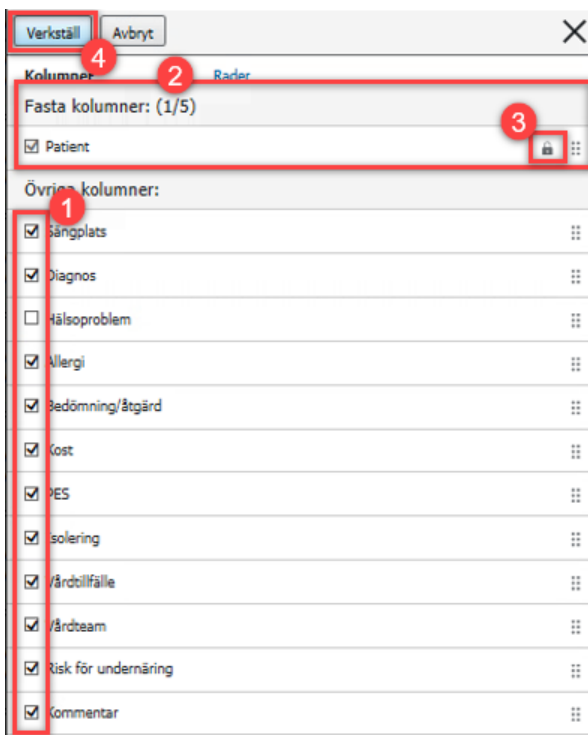 Verkställ Avbryt
4
Kolumner Rader
2
Fasta kolumner: (1/5)
3
Patient
Övriga kolumner:
1
Sängplats
Diagnos
Hälsoproblem
Allergi
Bedömning/åtgärd
Kost
PES
Isolering
Vårdtillfälle
Vårdteam
Risk för undernäring
Kommentar